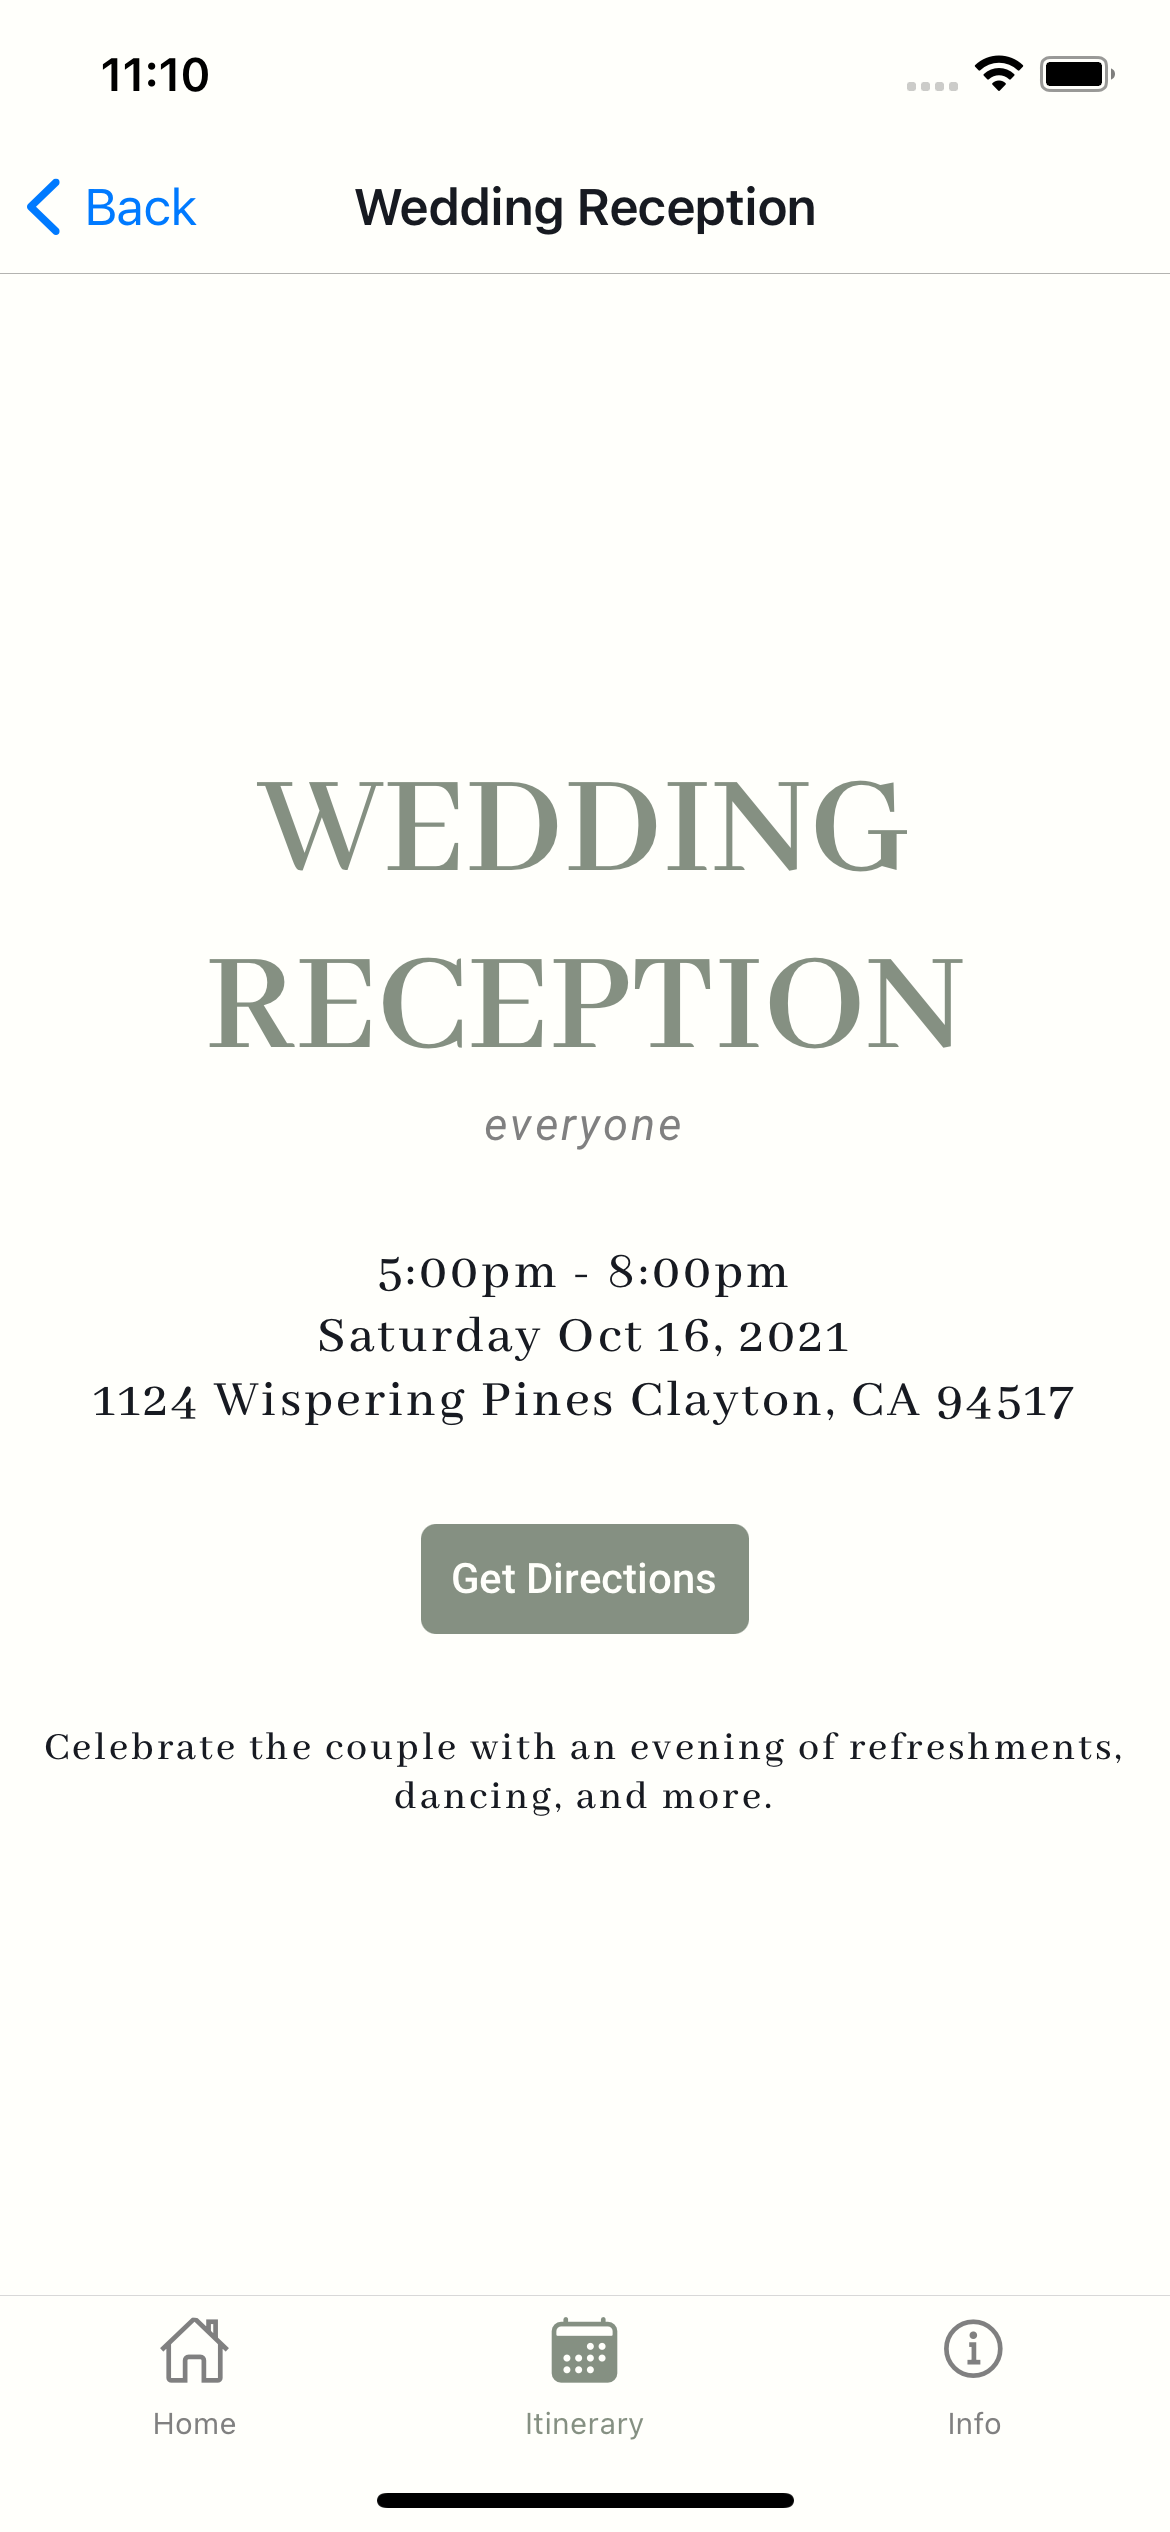 11:10
Back
Wedding Reception
WEDDING
RECEPTION
everyone
5:00pm - 8:00pm
Saturday Oct 16, 2021
1124 Wispering Pines Clayton, CA 94517
Get Directions
Celebrate the couple with an evening of refreshments,
dancing, and more.
Home
Itinerary
Info